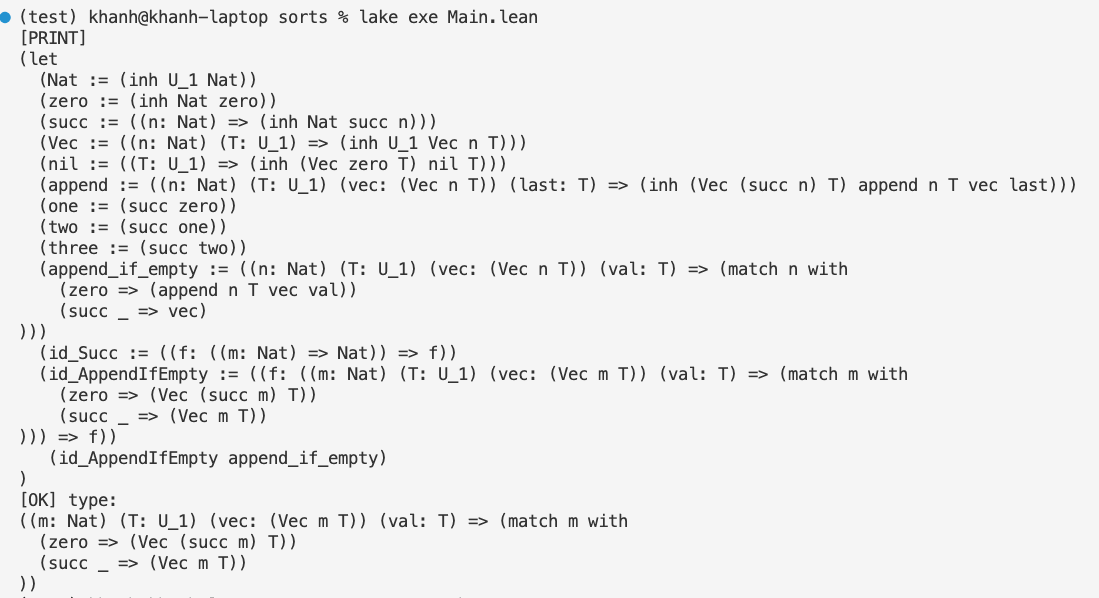 (test) khanh@khanh-laptop sorts % lake exe Main.lean
[PRINT]
(let
  (Nat := (inh U_1 Nat))
  (zero := (inh Nat zero))
  (succ := ((n: Nat) => (inh Nat succ n)))
  (Vec := ((n: Nat) (T: U_1) => (inh U_1 Vec n T)))
  (nil := ((T: U_1) => (inh (Vec zero T) nil T)))
  (append := ((n: Nat) (T: U_1) (vec: (Vec n T)) (last: T) => (inh (Vec (succ n) T) append n T vec last)))
  (one := (succ zero))
  (two := (succ one))
  (three := (succ two))
  (append_if_empty := ((n: Nat) (T: U_1) (vec: (Vec n T)) (val: T) => (match n with
    (zero => (append n T vec val))
    (succ _ => vec)
)))
  (id_Succ := ((f: ((m: Nat) => Nat)) => f))
  (id_AppendIfEmpty := ((f: ((m: Nat) (T: U_1) (vec: (Vec m T)) (val: T) => (match m with
    (zero => (Vec (succ m) T))
    (succ _ => (Vec m T))
))) => f))
   (id_AppendIfEmpty append_if_empty)
)
[OK] type:
((m: Nat) (T: U_1) (vec: (Vec m T)) (val: T) => (match m with
  (zero => (Vec (succ m) T))
  (succ _ => (Vec m T))
))